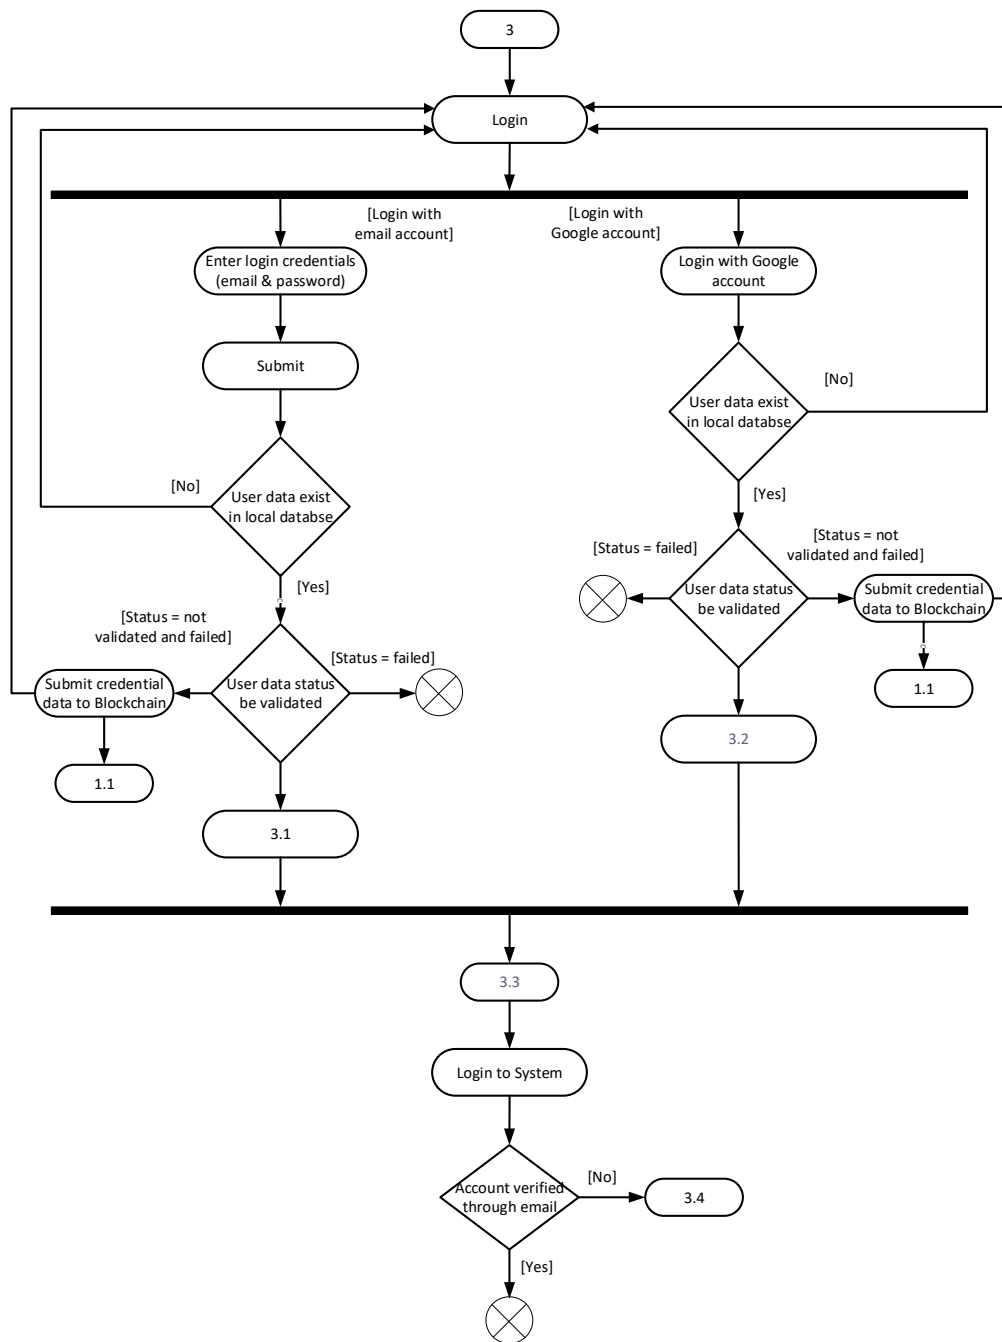 3
Login
[Login with
email account]
[Login with
Google account]
Enter login credentials
(email & password)
Login with Google
account
Submit
[No]
User data exist
in local databse
[No]
User data exist
in local databse
[Yes]
[Status = failed]
[Status = not
validated and failed]
User data status
be validated
Submit credential
data to Blockchain
[Yes]
[Status = not
validated and failed]
[Status = failed]
User data status
be validated
Submit credential
data to Blockchain
1.1
3.2
1.1
3.1
3.3
Login to System
Account verified
through email
[No]
3.4
[Yes]